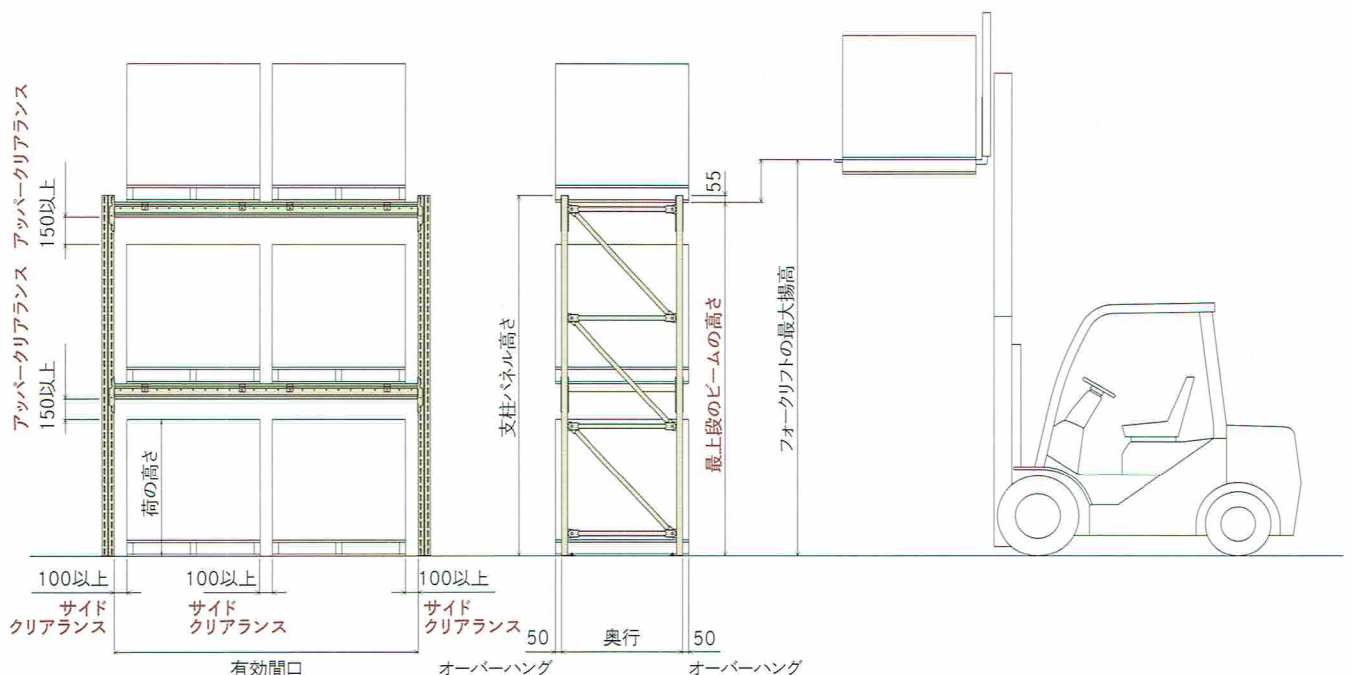 アッパークリアランス
150以上
アッパークリアランス
150以上
荷の高さ
100以上
サイド
クリアランス
100以上
サイド
クリアランス
100以上
サイド
クリアランス
有効間口
支柱パネル高さ
55
最上段のビームの高さ
フォークリフトの最大揚高
50
奥行
50
オーバーハング
オーバーハング